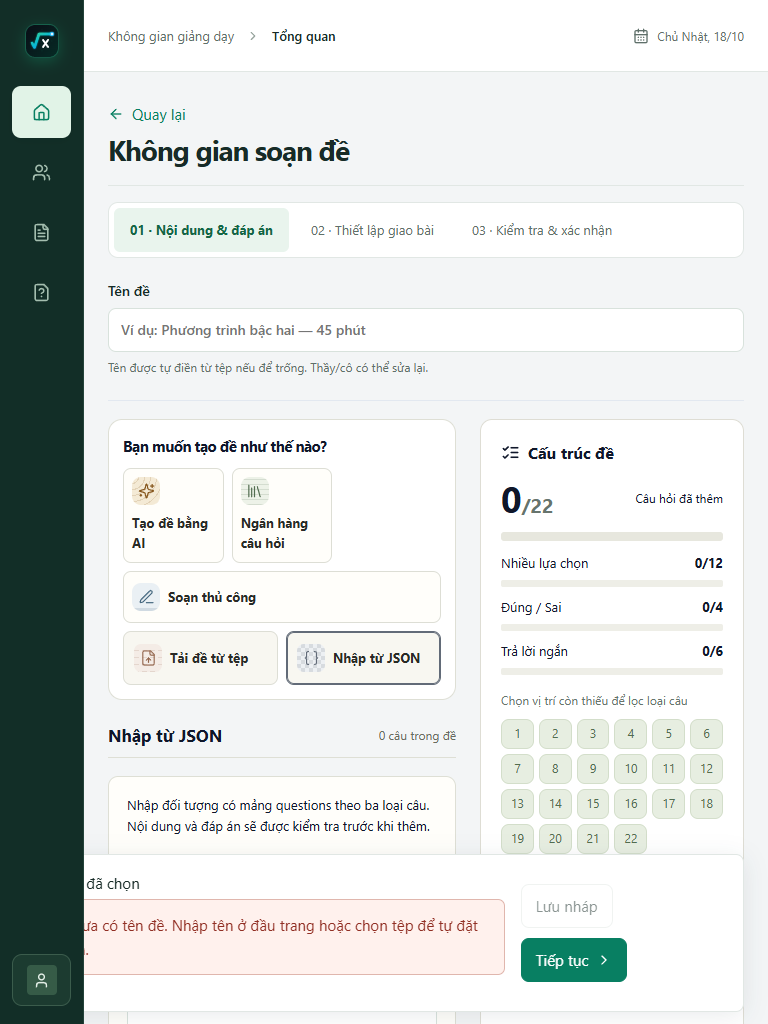 √x
Không gian giảng dạy > Tổng quan
Chủ Nhật, 18/10
← Quay lại
Không gian soạn đề
01 · Nội dung & đáp án
02 · Thiết lập giao bài
03 · Kiểm tra & xác nhận
Tên đề
Ví dụ: Phương trình bậc hai — 45 phút
Tên được tự điền từ tệp nếu để trống. Thầy/cô có thể sửa lại.
Bạn muốn tạo đề như thế nào?
Tạo đề bằng
AI
Ngân hàng
câu hỏi
Soạn thủ công
Tải đề từ tệp
Nhập từ JSON
Nhập từ JSON
0 câu trong đề
Nhập đối tượng có mảng questions theo ba loại câu.
Nội dung và đáp án sẽ được kiểm tra trước khi thêm.
Cấu trúc đề
0/22
Câu hỏi đã thêm
Nhiều lựa chọn 0/12
Đúng / Sai 0/4
Trả lời ngắn 0/6
Chọn vị trí còn thiếu để lọc loại câu
1 2 3 4 5 6
7 8 9 10 11 12
13 14 15 16 17 18
19 20 21 22
đã chọn
có tên đề. Nhập tên ở đầu trang hoặc chọn tệp để tự đặt
Lưu nháp
Tiếp tục >